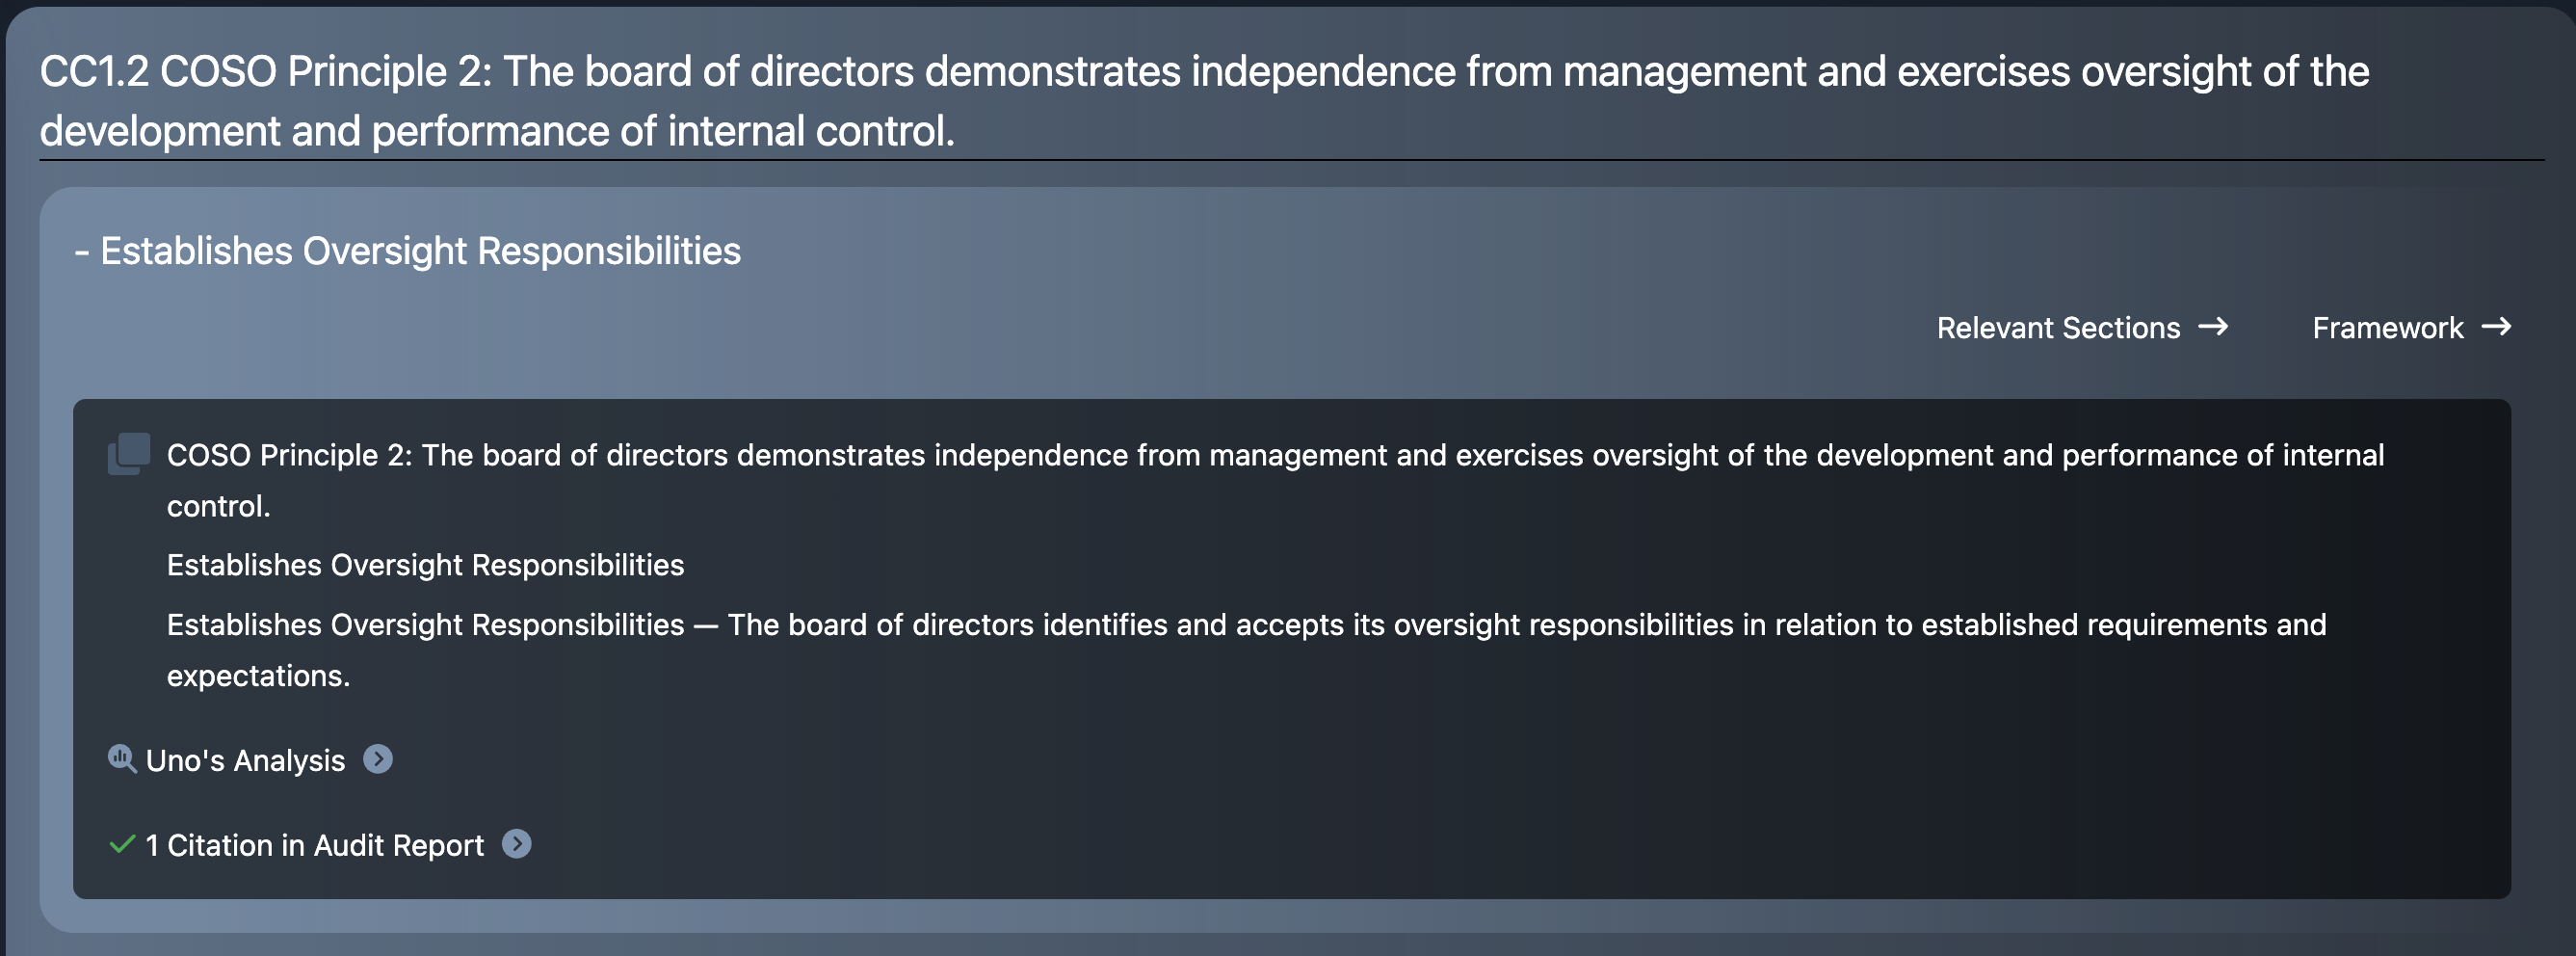 CC1.2 COSO Principle 2: The board of directors demonstrates independence from management and exercises oversight of the
development and performance of internal control.
- Establishes Oversight Responsibilities
Relevant Sections → Framework →
COSO Principle 2: The board of directors demonstrates independence from management and exercises oversight of the development and performance of internal
control.
Establishes Oversight Responsibilities
Establishes Oversight Responsibilities — The board of directors identifies and accepts its oversight responsibilities in relation to established requirements and
expectations.
Uno's Analysis
1 Citation in Audit Report